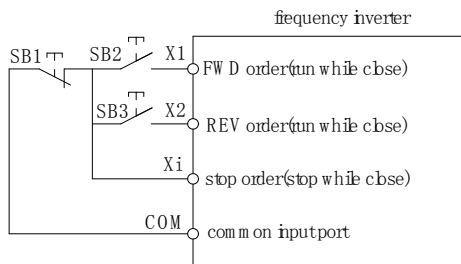 frequency inverter
SB1 SB2 X1
FWD order(run while close)
SB3 X2
REV order(run while close)
Xi
stop order(stop while close)
COM
common input port